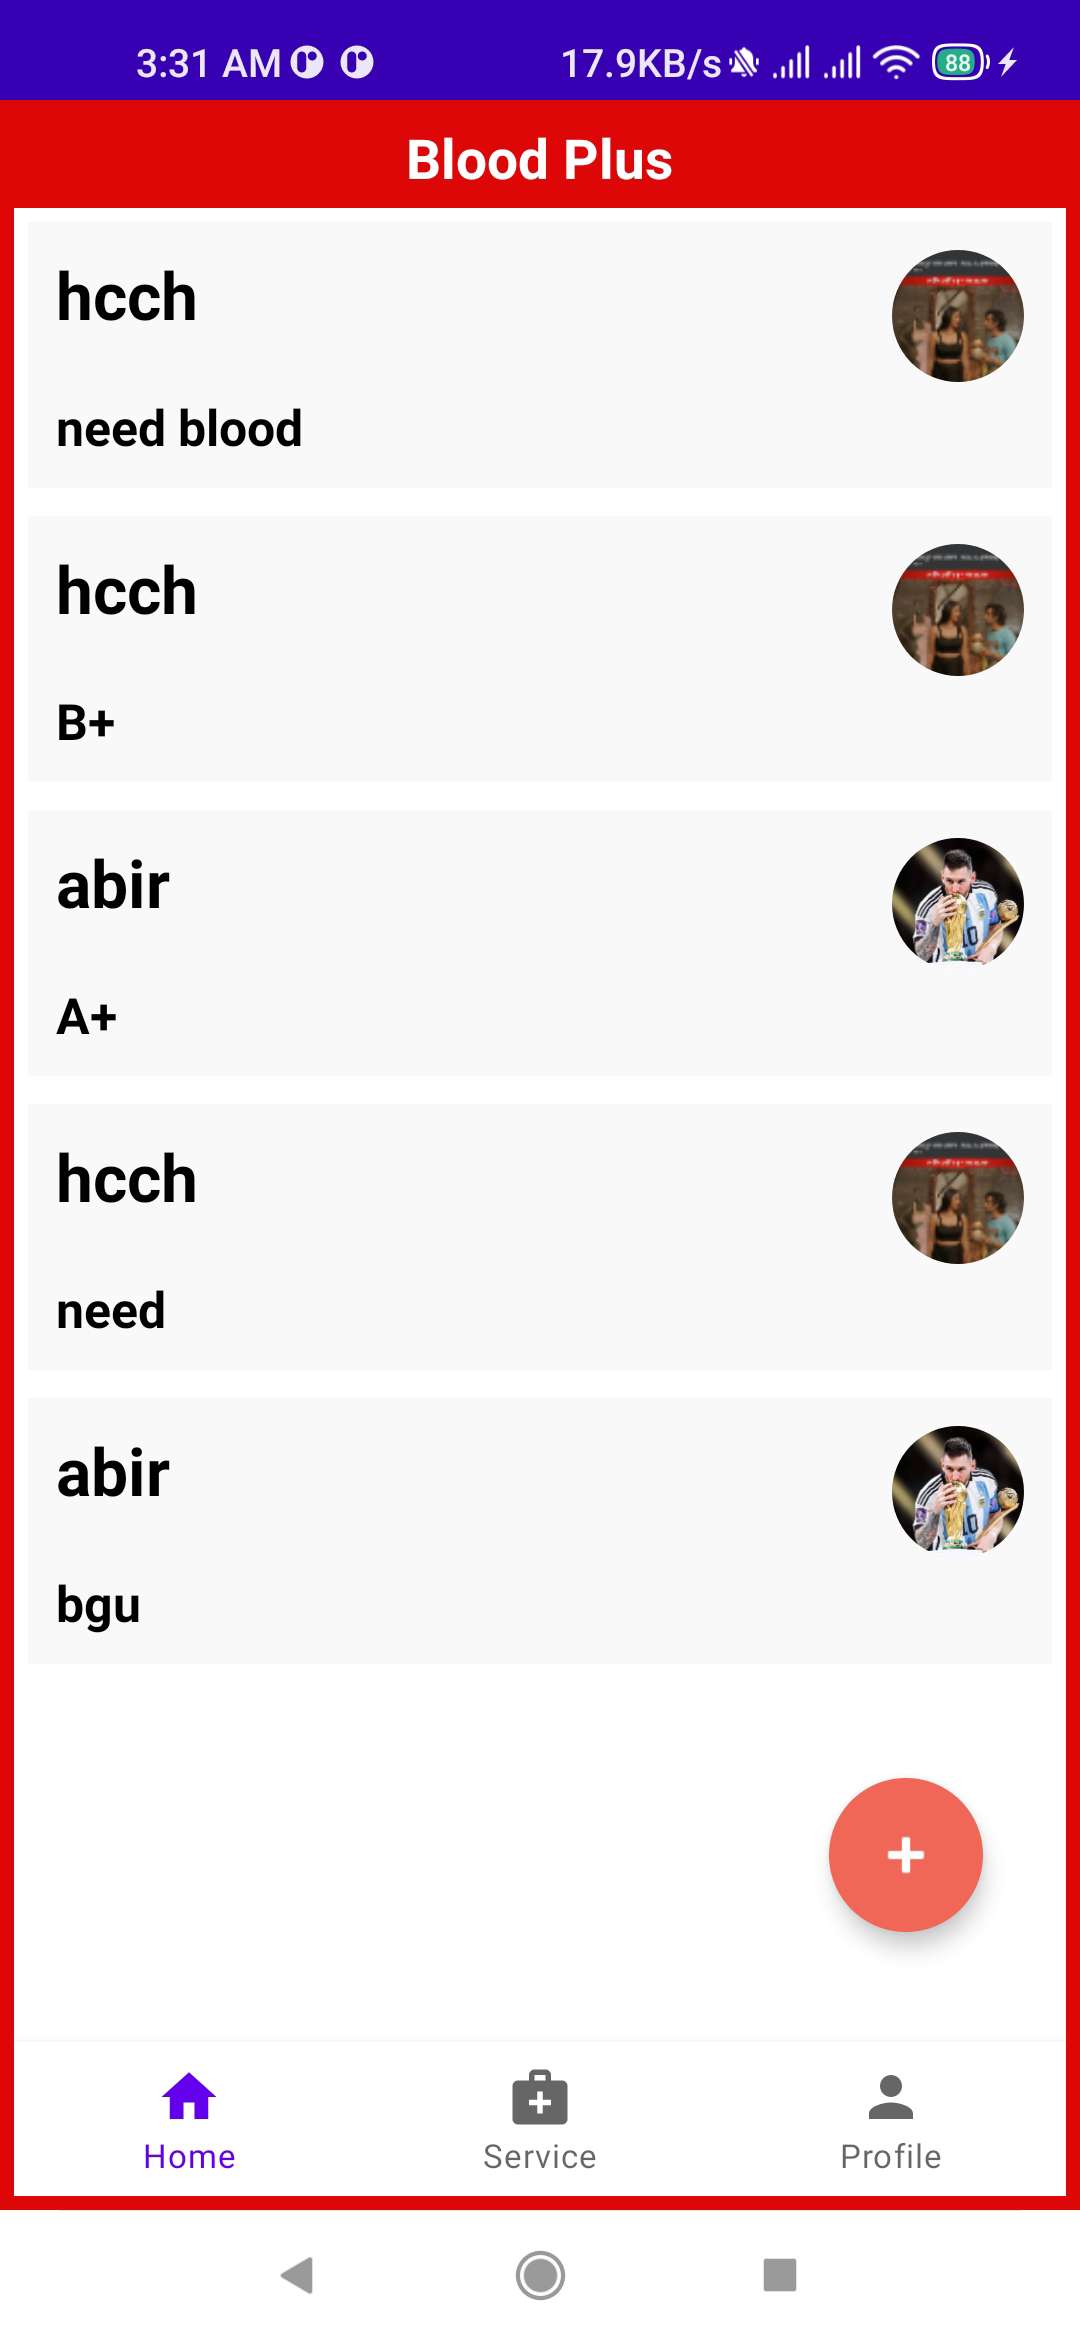 3:31 AM 17.9KB/s 88
Blood Plus
hcch
need blood
hcch
B+
abir
A+
hcch
need
abir
bgu
Home Service Profile